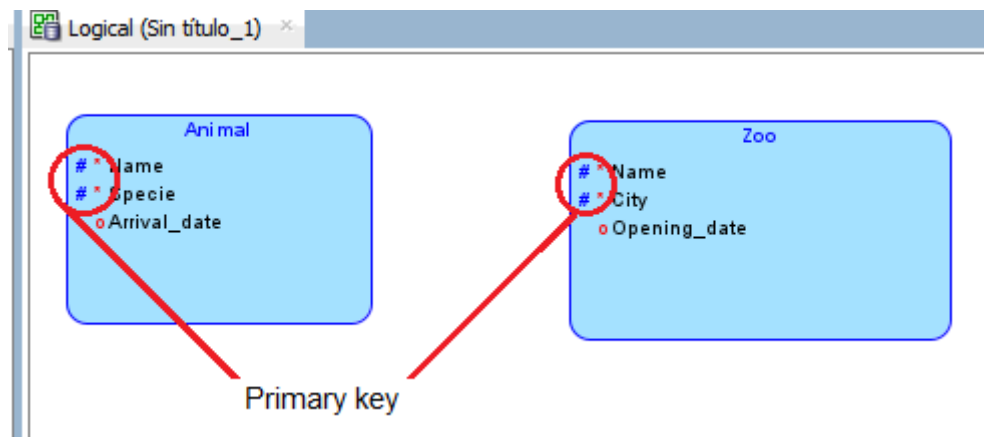 Logical (Sin título_1)
Animal
# * Name
# * Specie
o Arrival_date
Zoo
# * Name
# * City
o Opening_date
Primary key